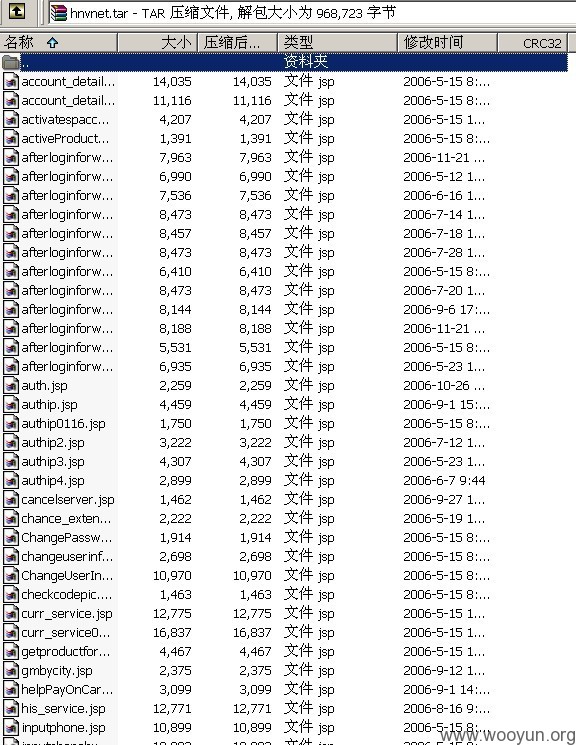 hnvnet.tar - TAR 压缩文件, 解包大小为 968,723 字节
名称 大小 压缩后... 类型 修改时间 CRC32
.. 资料夹
account_detail... 14,035 14,035 文件 jsp 2006-5-15 8:...
account_detail... 11,116 11,116 文件 jsp 2006-5-15 8:...
activatespacc... 4,207 4,207 文件 jsp 2006-5-15 1...
activeProduct... 1,391 1,391 文件 jsp 2006-5-15 8:...
afterloginforw... 7,963 7,963 文件 jsp 2006-11-21 ...
afterloginforw... 6,990 6,990 文件 jsp 2006-5-12 1...
afterloginforw... 7,536 7,536 文件 jsp 2006-6-16 1...
afterloginforw... 8,473 8,473 文件 jsp 2006-7-14 1...
afterloginforw... 8,457 8,457 文件 jsp 2006-7-18 1...
afterloginforw... 8,473 8,473 文件 jsp 2006-7-28 1...
afterloginforw... 6,410 6,410 文件 jsp 2006-5-15 8:...
afterloginforw... 8,473 8,473 文件 jsp 2006-7-20 1...
afterloginforw... 8,144 8,144 文件 jsp 2006-9-6 17:...
afterloginforw... 8,188 8,188 文件 jsp 2006-11-21 ...
afterloginforw... 5,531 5,531 文件 jsp 2006-5-15 8:...
afterloginforw... 6,935 6,935 文件 jsp 2006-5-23 1...
auth.jsp 2,259 2,259 文件 jsp 2006-10-26 ...
authip.jsp 4,459 4,459 文件 jsp 2006-9-1 15:...
authip0116.jsp 1,750 1,750 文件 jsp 2006-5-15 8:...
authip2.jsp 3,222 3,222 文件 jsp 2006-7-12 1...
authip3.jsp 4,307 4,307 文件 jsp 2006-5-23 1...
authip4.jsp 2,899 2,899 文件 jsp 2006-6-7 9:44
cancelserver.jsp 1,462 1,462 文件 jsp 2006-9-27 1...
chance_exten... 2,222 2,222 文件 jsp 2006-5-19 1...
ChangePassw... 1,914 1,914 文件 jsp 2006-5-15 8:...
changeuserinf... 2,698 2,698 文件 jsp 2006-5-15 8:...
ChangeUserIn... 10,970 10,970 文件 jsp 2006-5-15 8:...
checkcodepic.... 1,463 1,463 文件 jsp 2006-5-15 8:...
curr_service.jsp 12,775 12,775 文件 jsp 2006-5-15 1...
curr_service0... 16,837 16,837 文件 jsp 2006-5-15 1...
getproductfor... 4,467 4,467 文件 jsp 2006-5-15 1...
gmbycity.jsp 2,375 2,375 文件 jsp 2006-9-12 1...
helpPayOnCar... 3,099 3,099 文件 jsp 2006-9-1 14:...
his_service.jsp 12,771 12,771 文件 jsp 2006-8-16 9:...
inputphone.jsp 10,899 10,899 文件 jsp 2006-5-15 8:...
www.wooyun.org